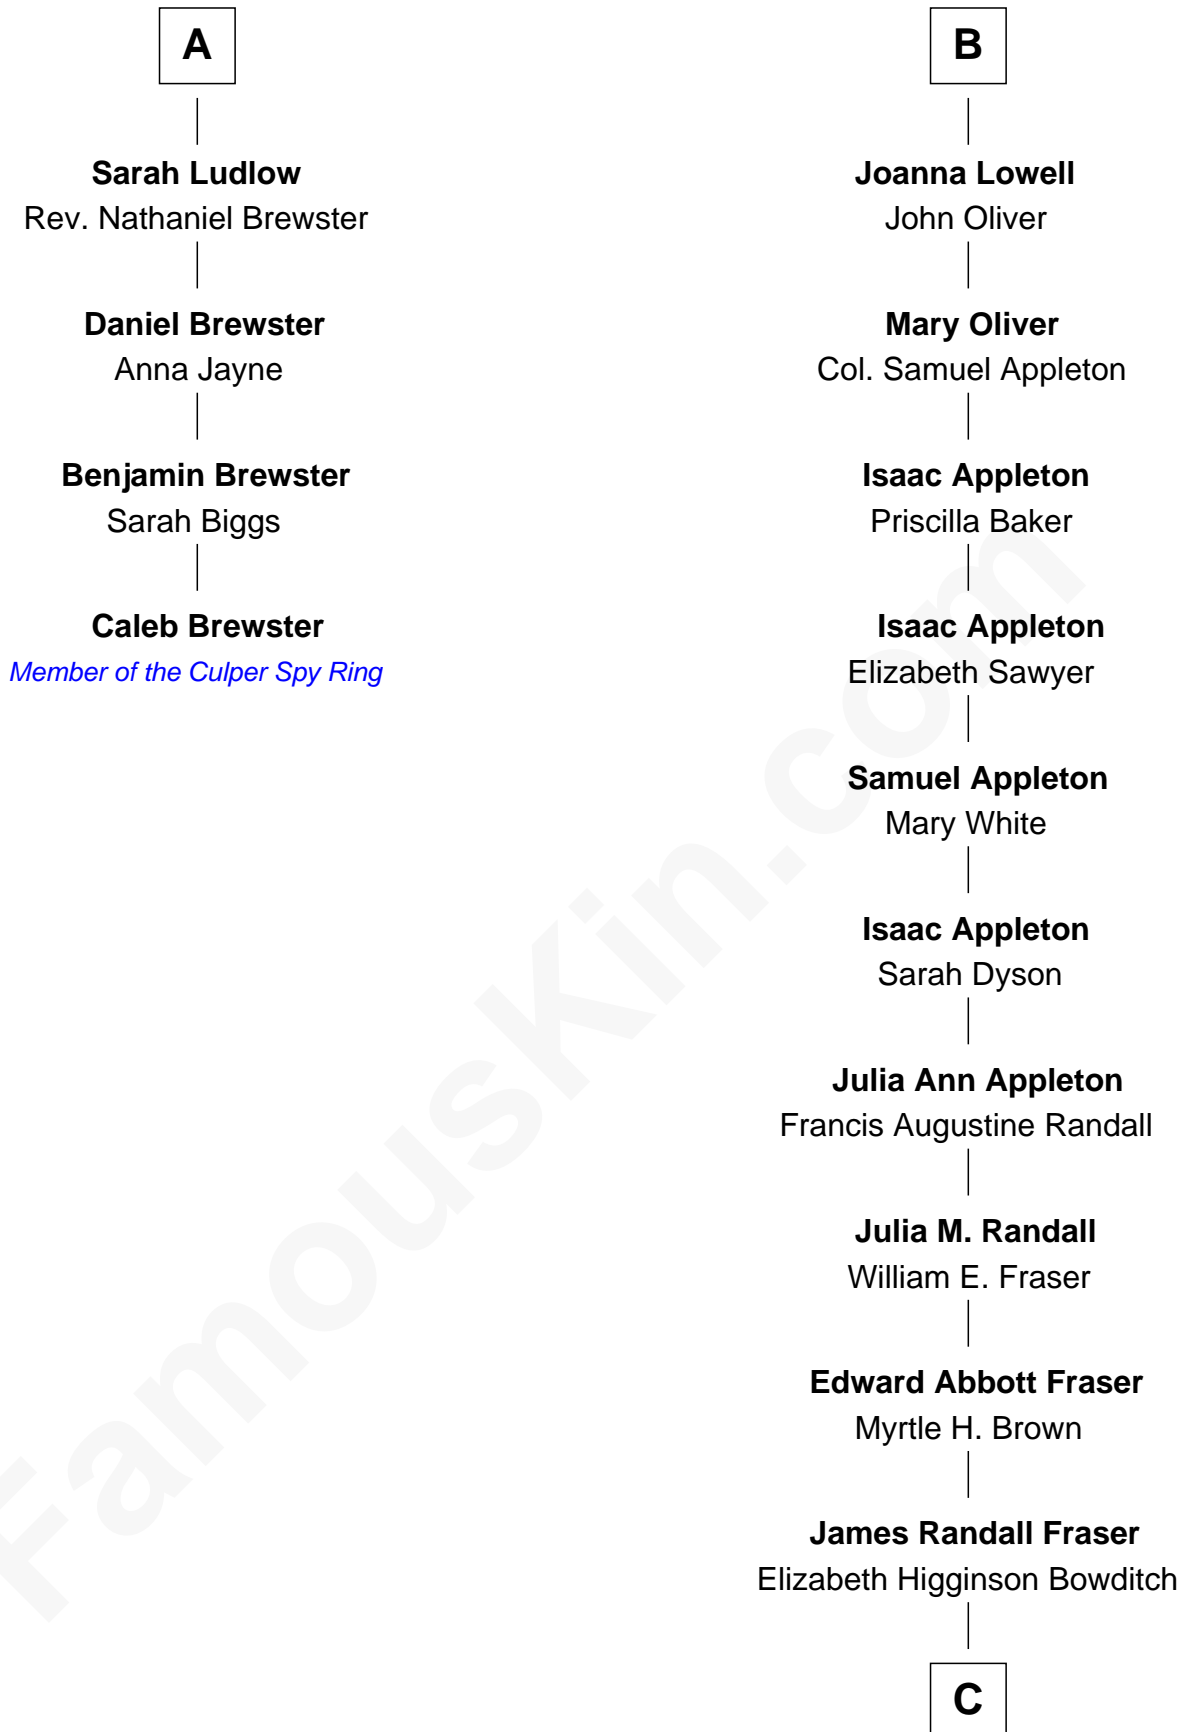 A
Sarah Ludlow
Rev. Nathaniel Brewster
Daniel Brewster
Anna Jayne
Benjamin Brewster
Sarah Biggs
Caleb Brewster
Member of the Culper Spy Ring
B
Joanna Lowell
John Oliver
Mary Oliver
Col. Samuel Appleton
Isaac Appleton
Priscilla Baker
Isaac Appleton
Elizabeth Sawyer
Samuel Appleton
Mary White
Isaac Appleton
Sarah Dyson
Julia Ann Appleton
Francis Augustine Randall
Julia M. Randall
William E. Fraser
Edward Abbott Fraser
Myrtle H. Brown
James Randall Fraser
Elizabeth Higginson Bowditch
C
FamousKin.com